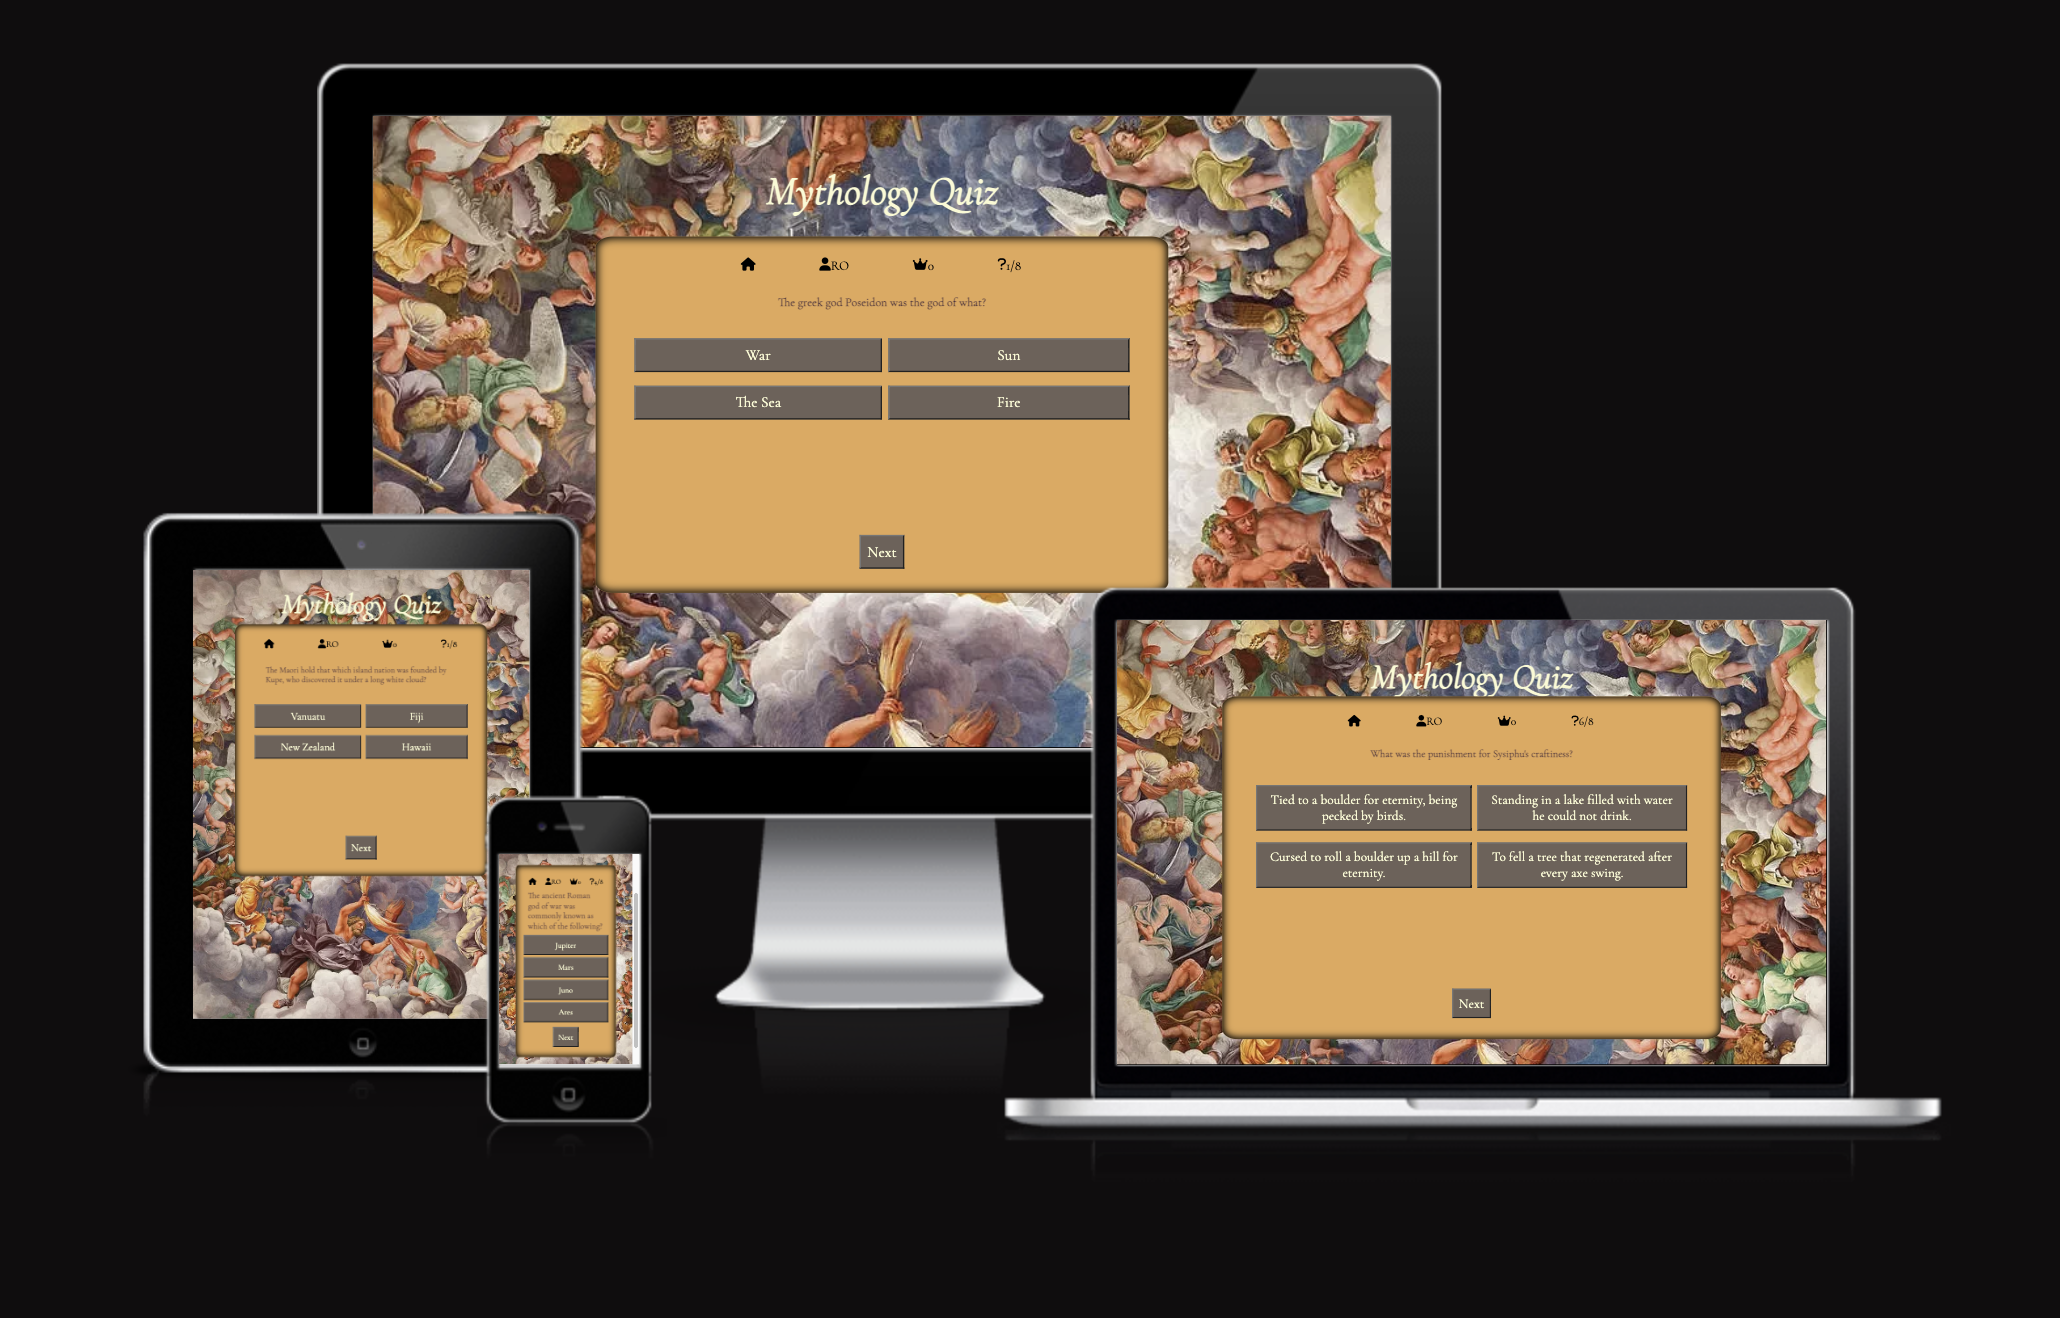 Mythology Quiz
RO
0
?1/8
The greek god Poseidon was the god of what?
War
Sun
The Sea
Fire
Next
Mythology Quiz
RO
0
?1/8
The Maori hold that which island nation was founded by
Kupe, who discovered it under a long white cloud?
Vanuatu
Fiji
New Zealand
Hawaii
Next
RO
0
The ancient Roman
god of war was
commonly known as
which of the following?
Jupiter
Mars
Juno
Ares
Next
Mythology Quiz
RO
0
?6/8
What was the punishment for Sysiphu's craftiness?
Tied to a boulder for eternity, being
pecked by birds.
Standing in a lake filled with water
he could not drink.
Cursed to roll a boulder up a hill for
eternity.
To fell a tree that regenerated after
every axe swing.
Next